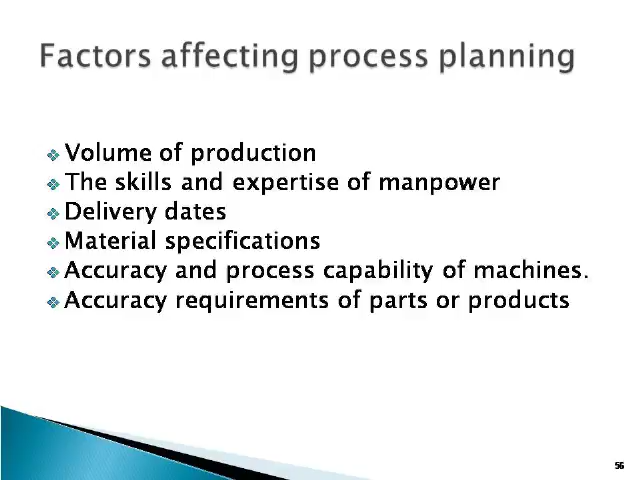 Factors affecting process planning
Volume of production
The skills and expertise of manpower
Delivery dates
Material specifications
Accuracy and process capability of machines.
Accuracy requirements of parts or products
56